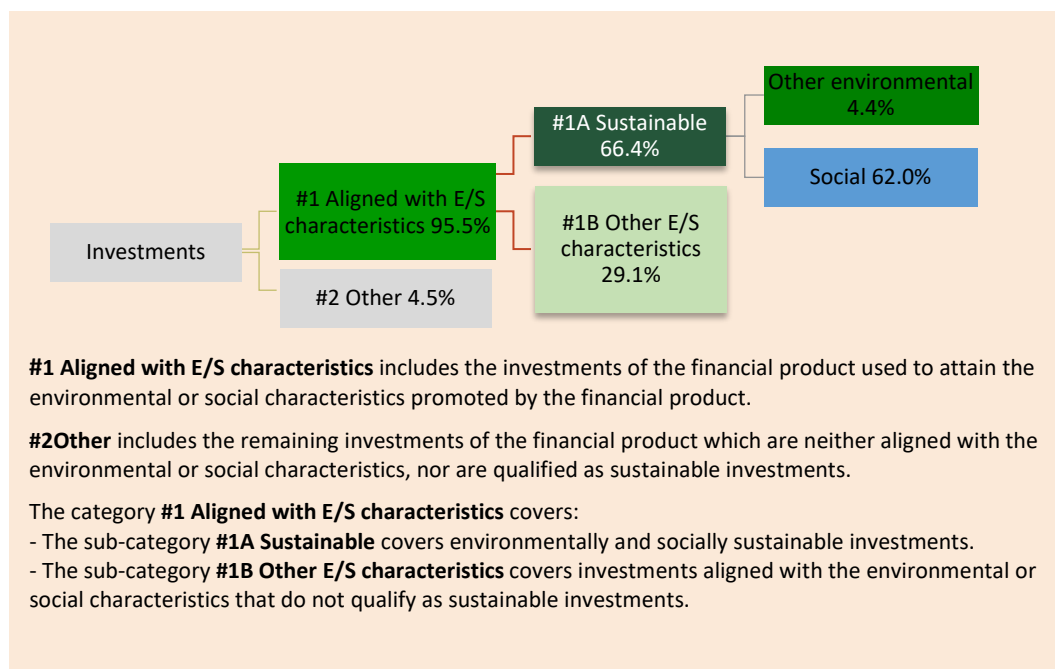 Other environmental
4.4%
#1A Sustainable
66.4%
Social 62.0%
#1 Aligned with E/S
characteristics 95.5%
#1B Other E/S
characteristics
29.1%
Investments
#2 Other 4.5%
#1 Aligned with E/S characteristics includes the investments of the financial product used to attain the
environmental or social characteristics promoted by the financial product.
#2Other includes the remaining investments of the financial product which are neither aligned with the
environmental or social characteristics, nor are qualified as sustainable investments.
The category #1 Aligned with E/S characteristics covers:
- The sub-category #1A Sustainable covers environmentally and socially sustainable investments.
- The sub-category #1B Other E/S characteristics covers investments aligned with the environmental or
social characteristics that do not qualify as sustainable investments.